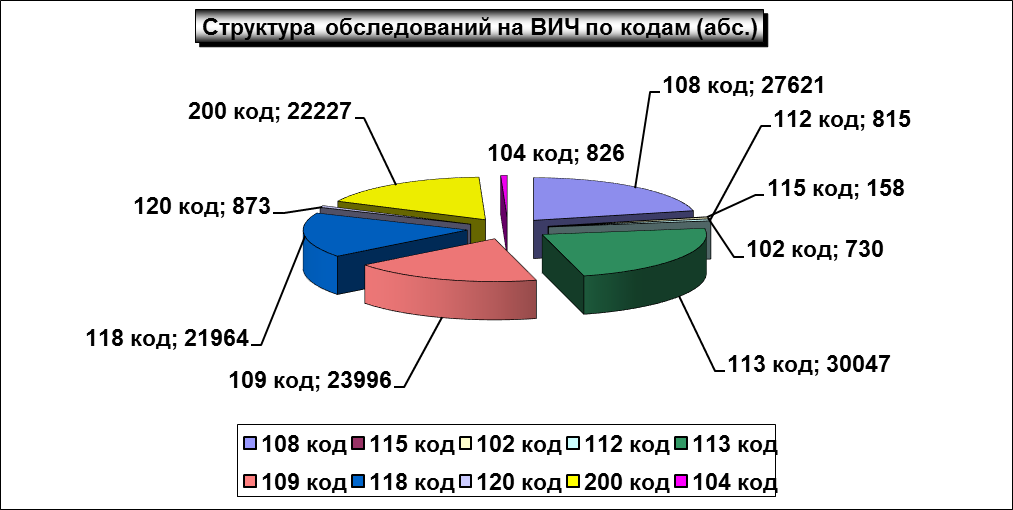 Структура обследований на ВИЧ по кодам (абс.)
108 код; 27621
200 код; 22227
112 код; 815
104 код; 826
115 код; 158
120 код; 873
102 код; 730
118 код; 21964
113 код; 30047
109 код; 23996
108 код 115 код 102 код 112 код 113 код
109 код 118 код 120 код 200 код 104 код